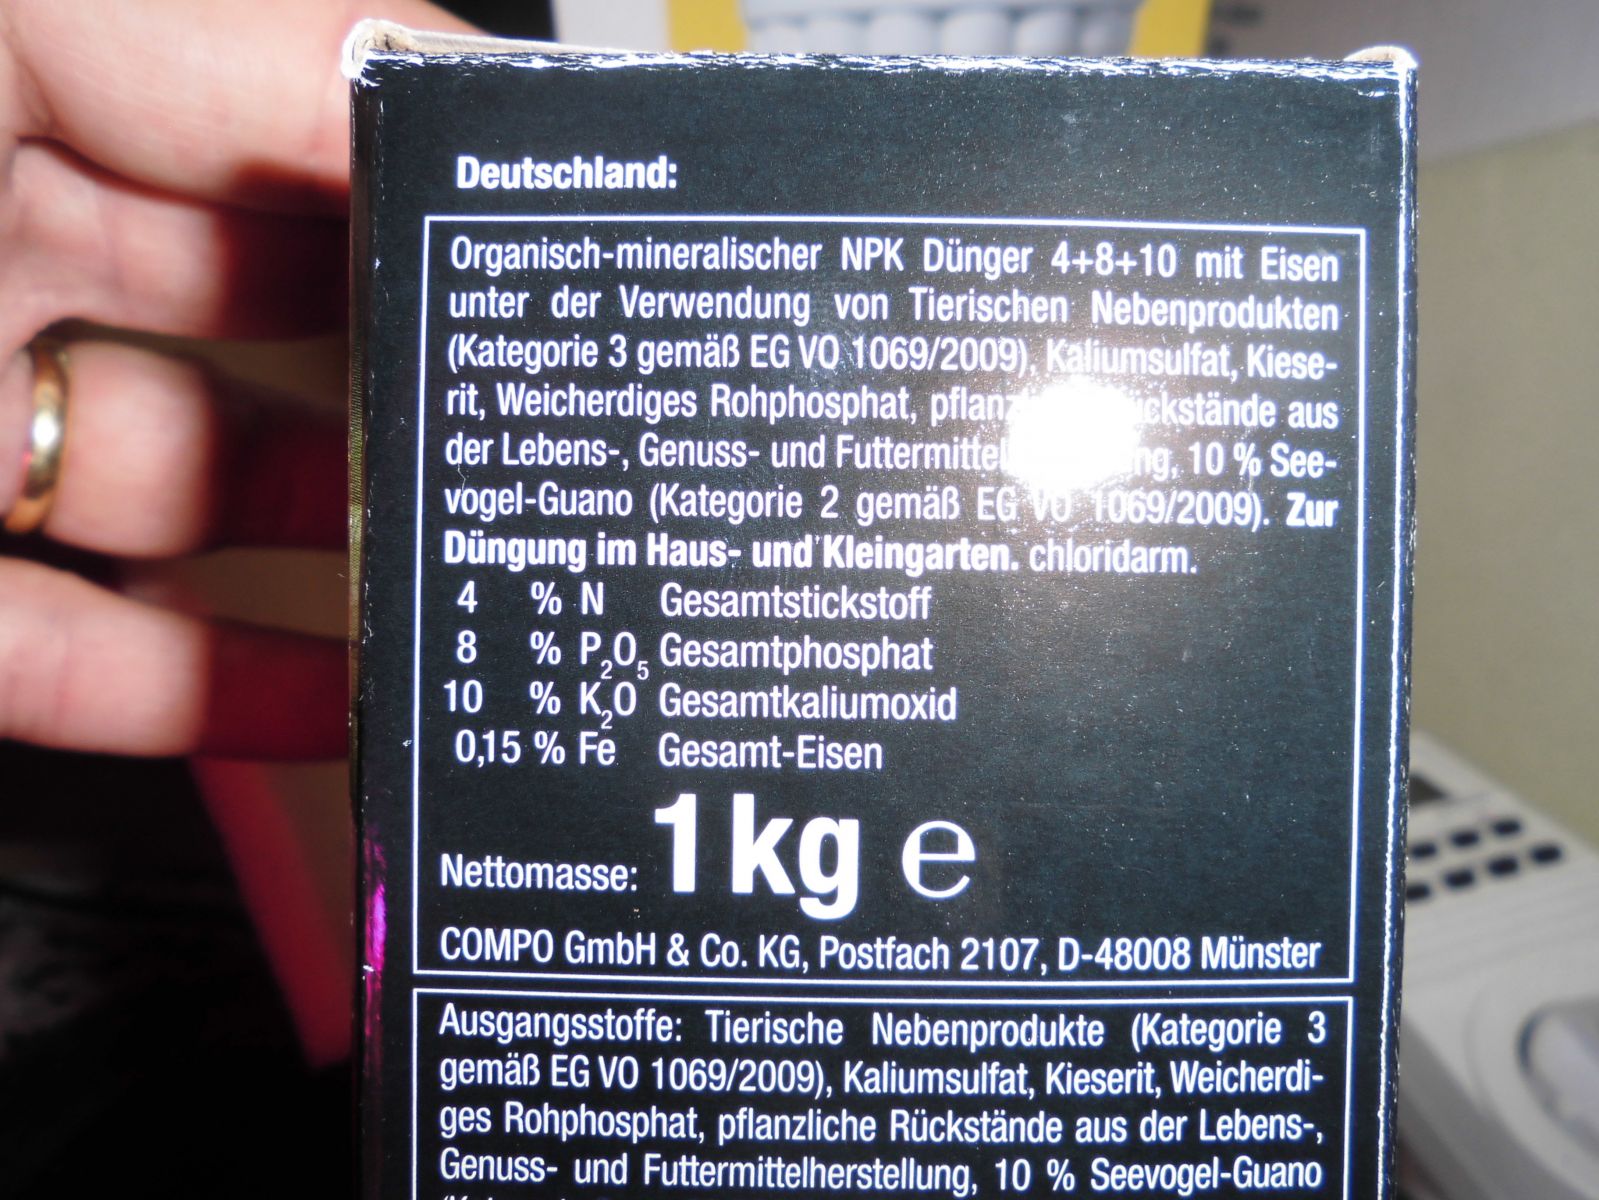 Deutschland:
Organisch-mineralischer NPK Dünger 4+8+10 mit Eisen
unter der Verwendung von Tierischen Nebenprodukten
(Kategorie 3 gemäß EG VO 1069/2009), Kaliumsulfat, Kiese-
rit, Weicherdiges Rohphosphat, aus
der Lebens-, Genuss- und 10 % See-
vogel-Guano (Kategorie 2 gemäß EG VO 1069/2009). Zur
Düngung im Haus- und Kleingarten. chloridarm.
4 % N Gesamtstickstoff
8 % P2O5 Gesamtphosphat
10 % K2O Gesamtkaliumoxid
0,15 % Fe Gesamt-Eisen
Nettomasse: 1 kg e
COMPO GmbH & Co. KG, Postfach 2107, D-48008 Münster
Ausgangsstoffe: Tierische Nebenprodukte (Kategorie 3
gemäß EG VO 1069/2009), Kaliumsulfat, Kieserit, Weicherdi-
ges Rohphosphat, pflanzliche Rückstände aus der Lebens-,
Genuss- und Futtermittelherstellung, 10 % Seevogel-Guano